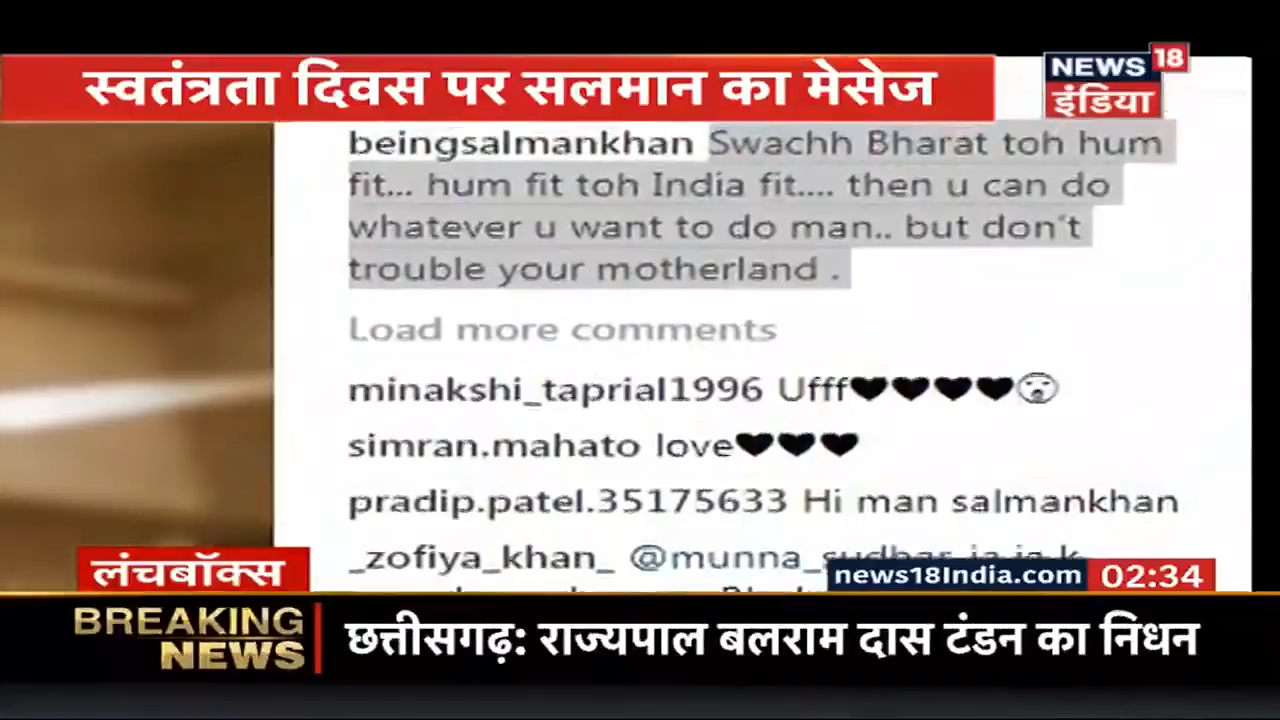 स्वतंत्रता दिवस पर सलमान का मेसेज
NEWS 18
इंडिया
beingsalmankhan Swachh Bharat toh hum
fit... hum fit toh India fit.... then u can do
whatever u want to do man.. but don't
trouble your motherland .
Load more comments
minakshi_taprial1996 Ufff🖤🖤🖤🖤😮
simran.mahato love🖤🖤🖤
pradip.patel.35175633 Hi man salmankhan
_zofiya_khan_ @munna_
लंचबॉक्स
news18India.com 02:34
BREAKING
NEWS
छत्तीसगढ़: राज्यपाल बलराम दास टंडन का निधन